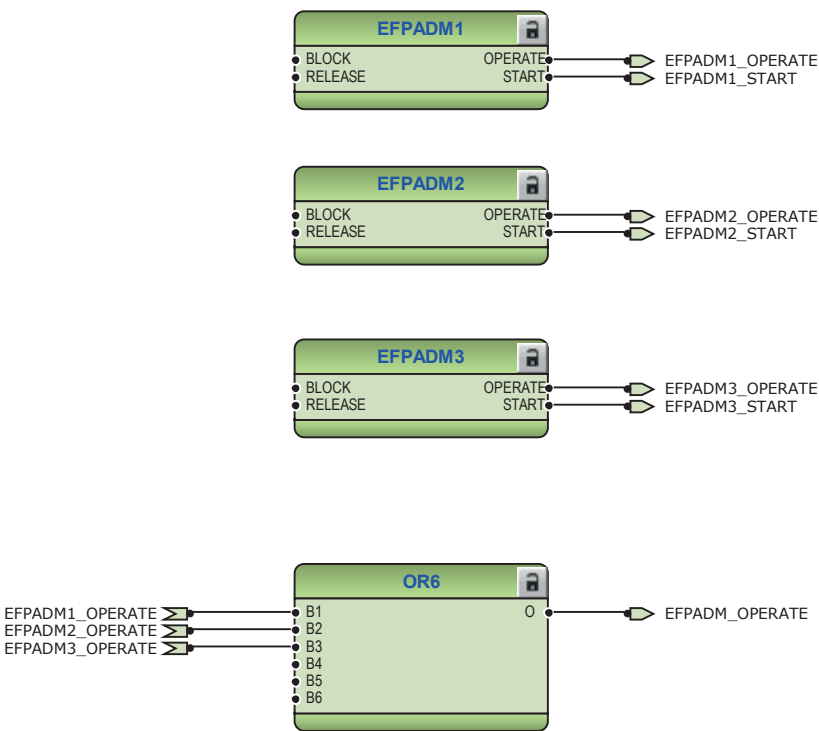 EFPADM1
BLOCK OPERATE EFPADM1_OPERATE
RELEASE START EFPADM1_START
EFPADM2
BLOCK OPERATE EFPADM2_OPERATE
RELEASE START EFPADM2_START
EFPADM3
BLOCK OPERATE EFPADM3_OPERATE
RELEASE START EFPADM3_START
OR6
EFPADM1_OPERATE B1 O EFPADM_OPERATE
EFPADM2_OPERATE B2
EFPADM3_OPERATE B3
B4
B5
B6